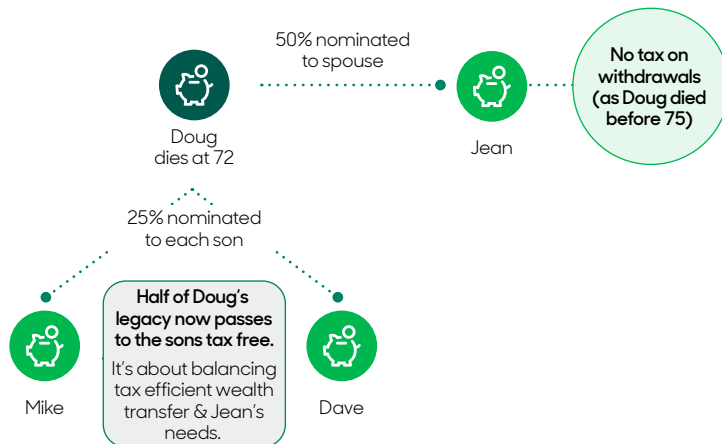 50% nominated
to spouse
No tax on
withdrawals
(as Doug died
before 75)
Doug
dies at 72
Jean
25% nominated
to each son
Half of Doug's
legacy now passes
to the sons tax free.
It's about balancing
tax efficient wealth
transfer & Jean's
needs.
Mike
Dave